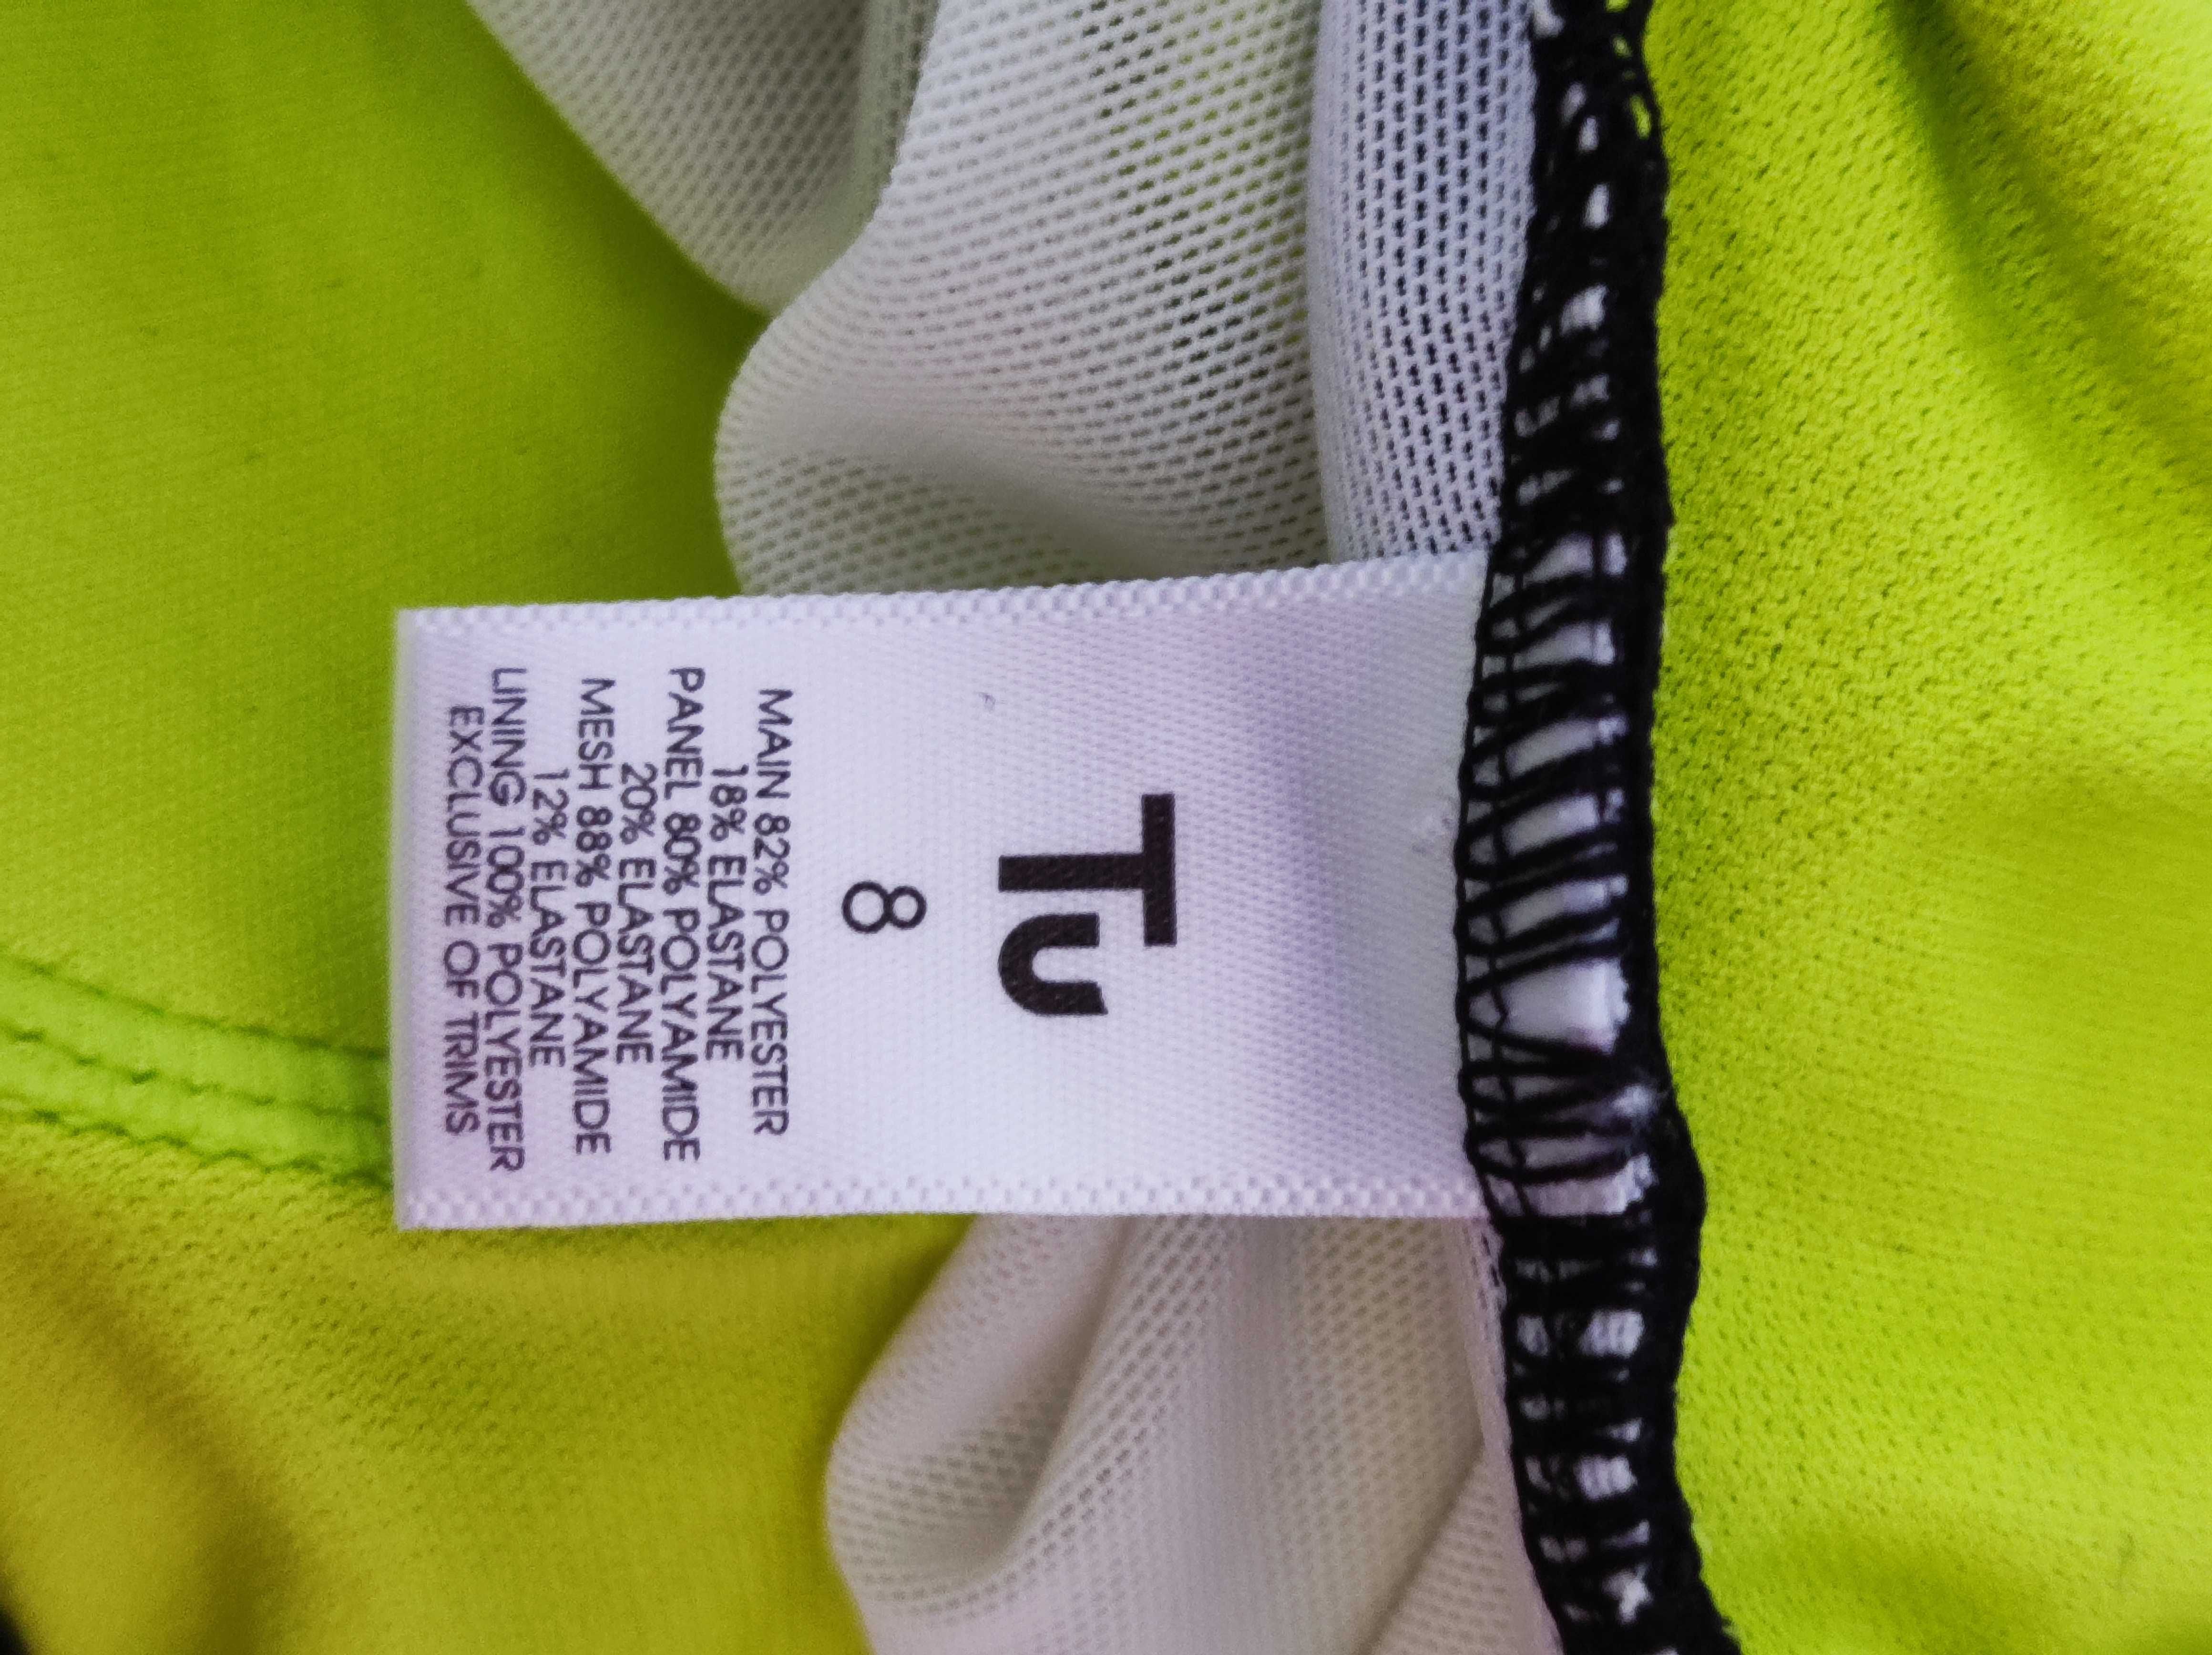 Tu
8
MAIN 82% POLYESTER
18% ELASTANE
PANEL 80% POLYAMIDE
20% ELASTANE
MESH 88% POLYAMIDE
12% ELASTANE
LINING 100% POLYESTER
EXCLUSIVE OF TRIMS